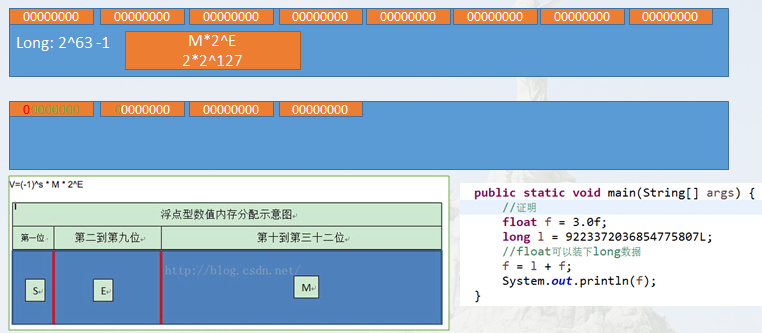 00000000 00000000 00000000 00000000 00000000 00000000 00000000 00000000
Long: 2^63 -1
M*2^E
2*2^127
00000000 00000000 00000000 00000000
V=(-1)^s * M * 2^E
浮点型数值内存分配示意图
第一位 第二到第九位 第十到第三十二位
http://blog.csdn.net/
S E M
public static void main(String[] args) {
//证明
float f = 3.0f;
long l = 9223372036854775807L;
//float可以装下long数据
f = l + f;
System.out.println(f);
}